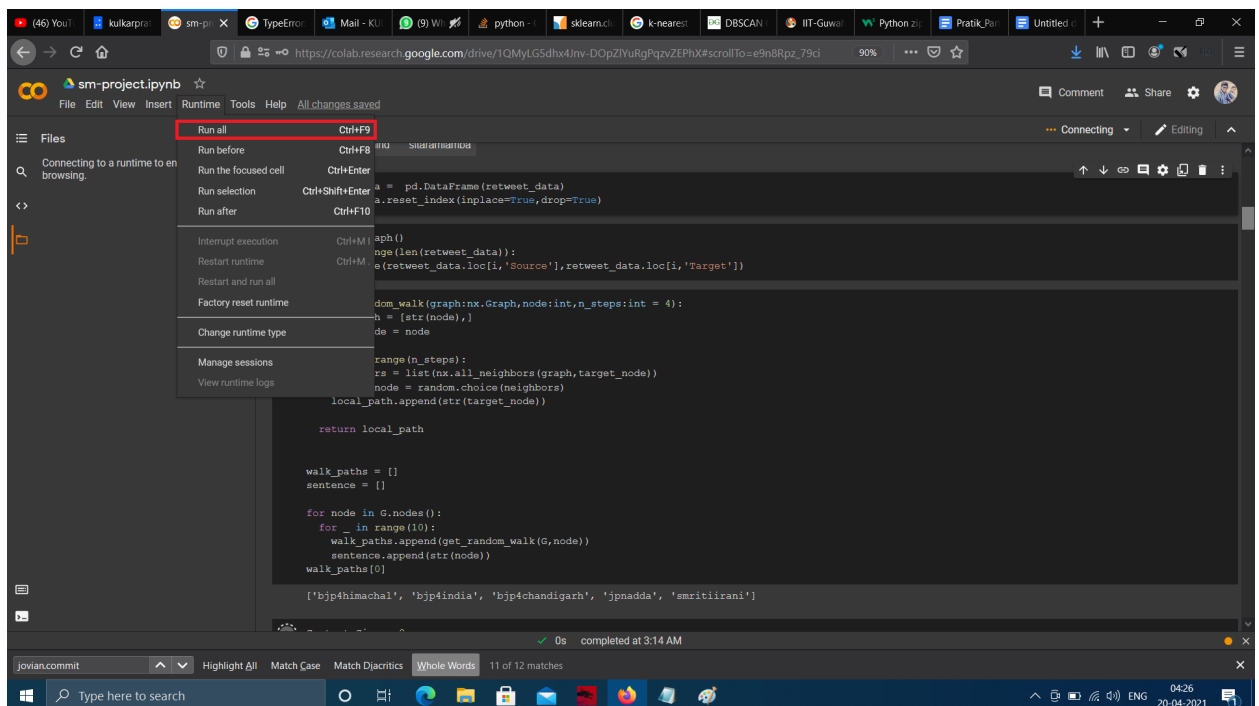 (46) YouT kulkarprat sm-pr TypeError Mail - KUL (9) Wh python - sklearn.cl k-nearest DBSCAN IIT-Guwa Python zip Pratik_Par Untitled d
https://colab.research.google.com/drive/1QMyLG5dhx4Jnv-DOpZlYuRgPqzvZEPhX#scrollTo=e9n8Rpz_79ci 90%
sm-project.ipynb
File Edit View Insert Runtime Tools Help All changes saved
Comment Share
Files
Connecting Editing
Connecting to a runtime to en
browsing.
Run all Ctrl+F9
Run before Ctrl+F8
Run the focused cell Ctrl+Enter
Run selection Ctrl+Shift+Enter
Run after Ctrl+F10
Interrupt execution Ctrl+M I
Restart runtime Ctrl+M .
Restart and run all
Factory reset runtime
Change runtime type
Manage sessions
View runtime logs
sitaramlamba
a = pd.DataFrame(retweet_data)
a.reset_index(inplace=True,drop=True)
aph()
nge(len(retweet_data)):
e(retweet_data.loc[i,'Source'],retweet_data.loc[i,'Target'])
dom_walk(graph:nx.Graph,node:int,n_steps:int = 4):
h = [str(node),]
de = node
range(n_steps):
rs = list(nx.all_neighbors(graph,target_node))
node = random.choice(neighbors)
local_path.append(str(target_node))
return local_path
walk_paths = []
sentence = []
for node in G.nodes():
for _ in range(10):
walk_paths.append(get_random_walk(G,node))
sentence.append(str(node))
walk_paths[0]
['bjp4himachal', 'bjp4india', 'bjp4chandigarh', 'jpnadda', 'smritiirani']
0s completed at 3:14 AM
jovian.commit Highlight All Match Case Match Diacritics Whole Words 11 of 12 matches
Type here to search
ENG 04:26
20-04-2021